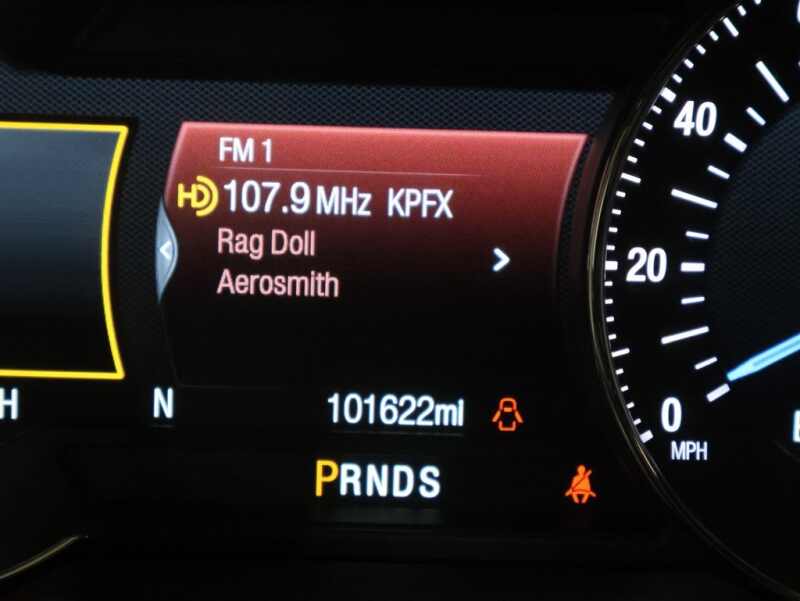 FM 1
HD 107.9 MHz KPFX
Rag Doll
Aerosmith
H
N
101622mi
PRNDS
40
20
0
MPH